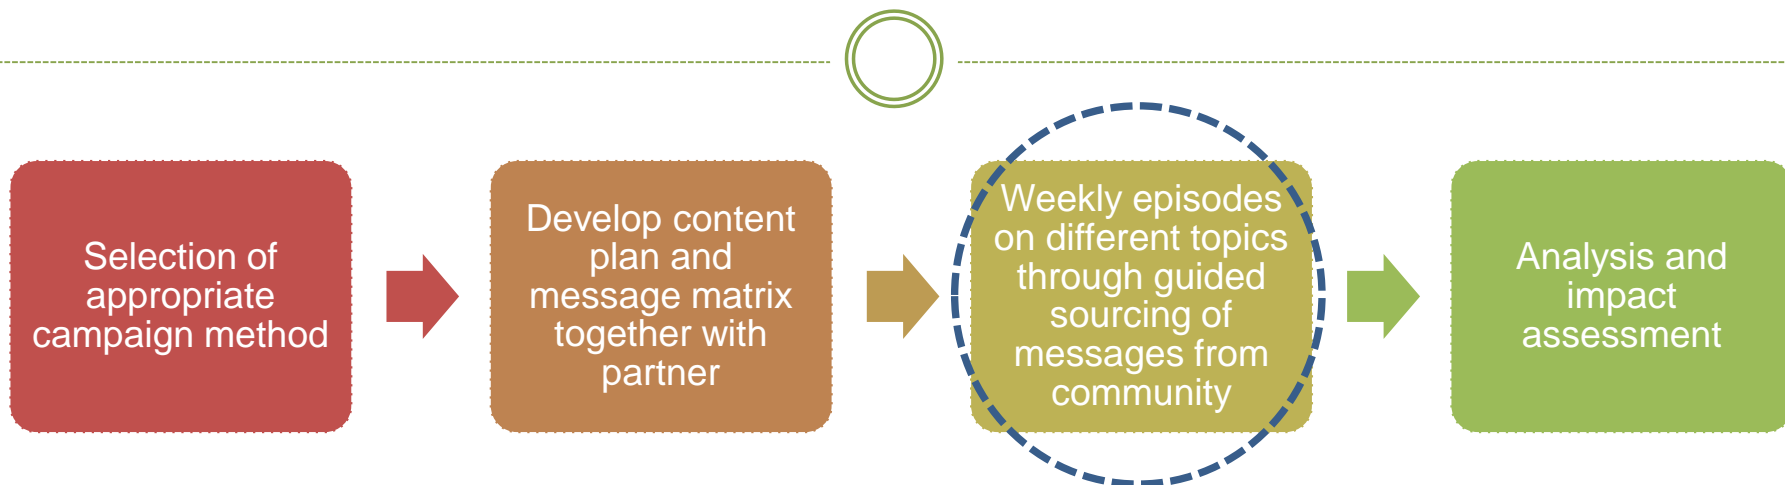 Selection of
appropriate
campaign method
Develop content
plan and
message matrix
together with
partner
Weekly episodes
on different topics
through guided
sourcing of
messages from
community
Analysis and
impact
assessment